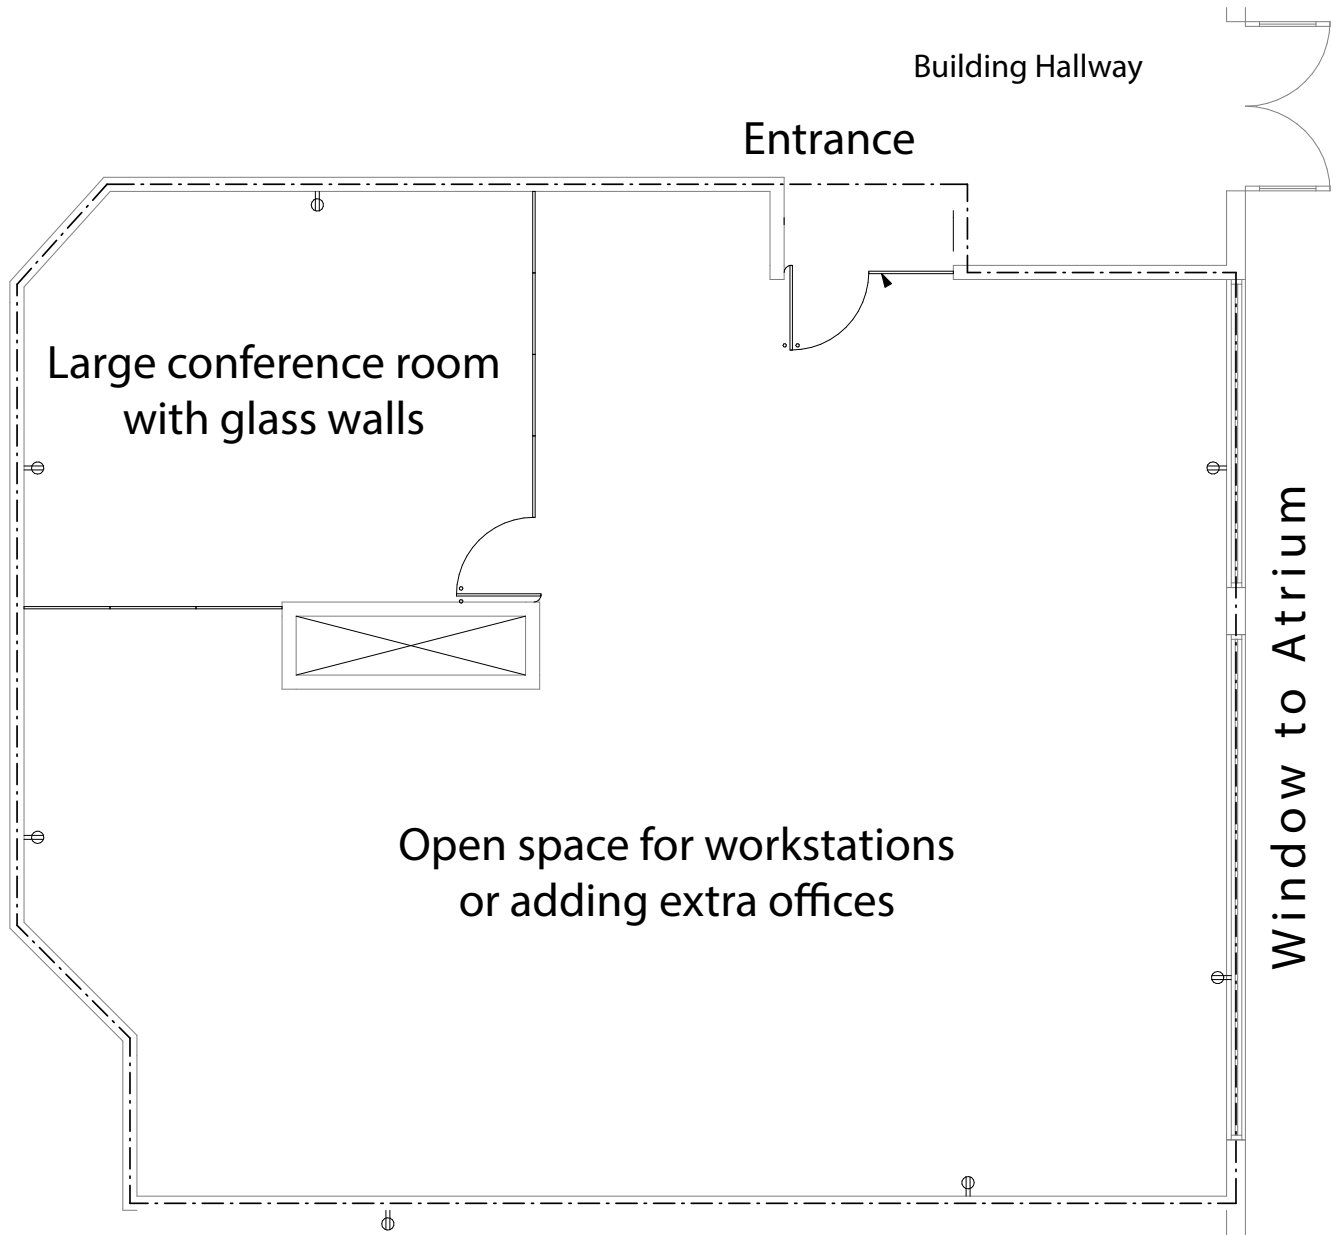 Building Hallway
Entrance
Large conference room
with glass walls
Window to Atrium
Open space for workstations
or adding extra offices